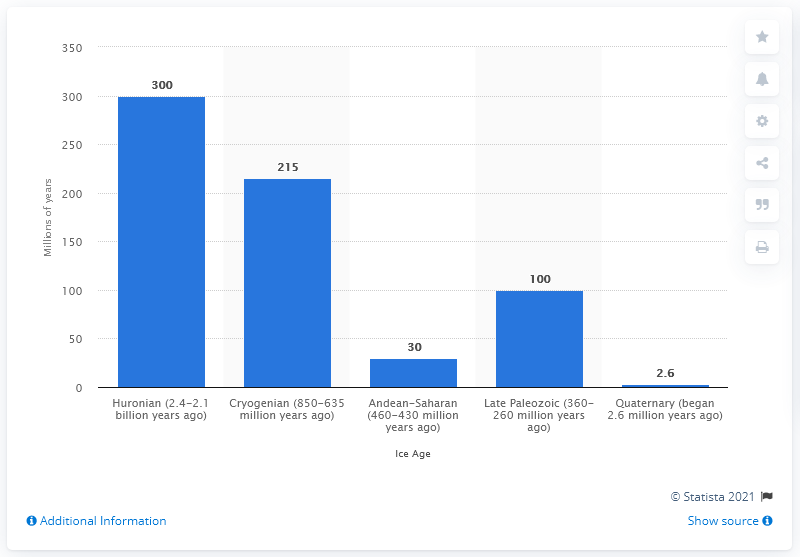 350
300
250
200
150
100
50
0
Millions of years
300
215
30
100
2.6
Huronian (2.4–2.1
billion years ago)
Cryogenian (850–635
million years ago)
Andean-Saharan
(460–430 million
years ago)
Late Paleozoic (360–
260 million years
ago)
Quaternary (began
2.6 million years ago)
Ice Age
© Statista 2021
Additional Information
Show source